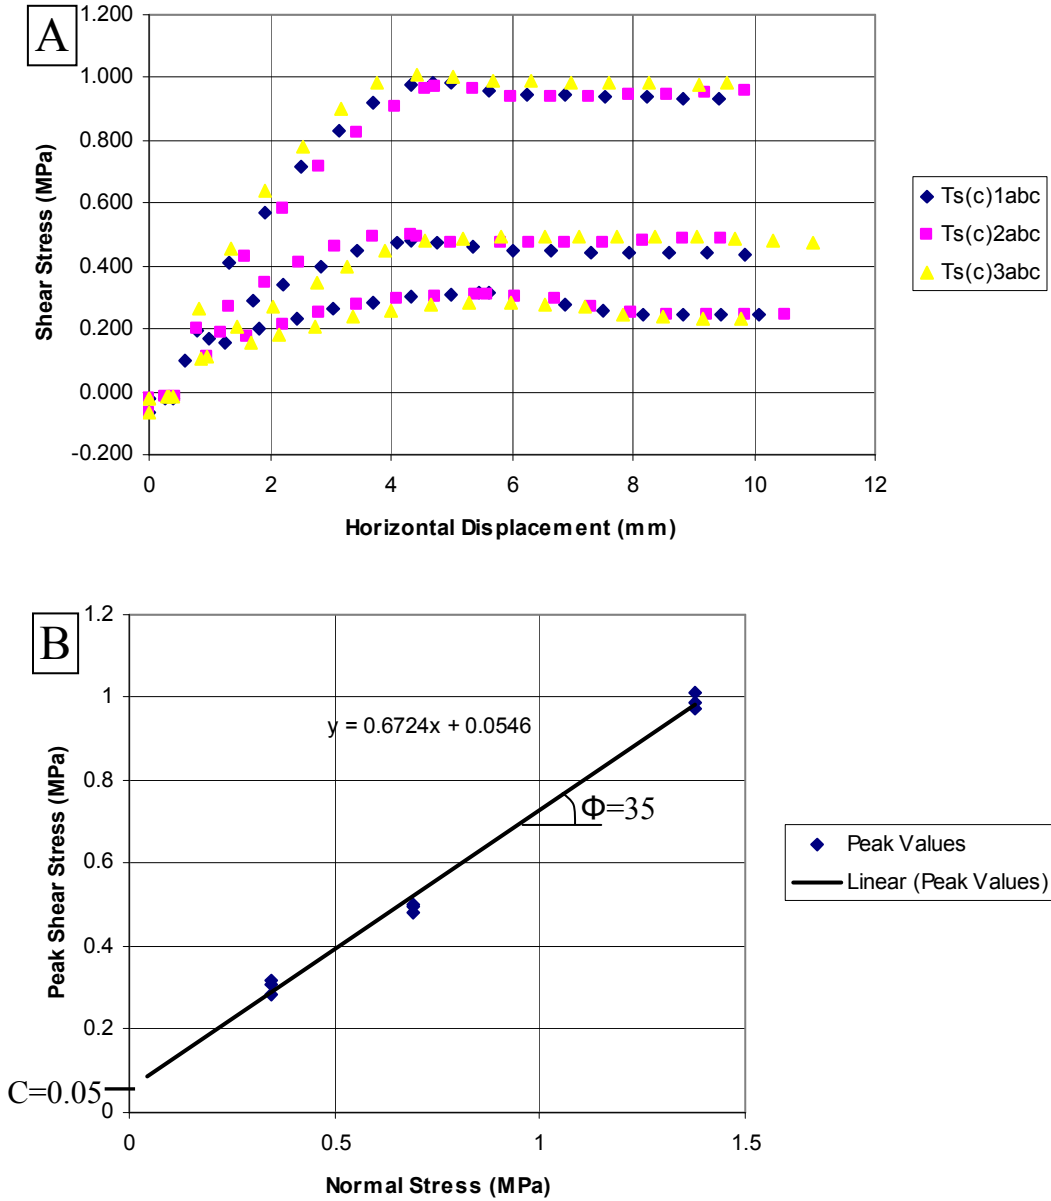 A
1.200
1.000
0.800
0.600
0.400
0.200
0.000
-0.200
Shear Stress (MPa)
0 2 4 6 8 10 12
Horizontal Displacement (mm)
Ts(c)1abc
Ts(c)2abc
Ts(c)3abc
B
1.2
1
0.8
0.6
0.4
0.2
0
Peak Shear Stress (MPa)
y = 0.6724x + 0.0546
Φ=35
C=0.05
0 0.5 1 1.5
Normal Stress (MPa)
Peak Values
Linear (Peak Values)